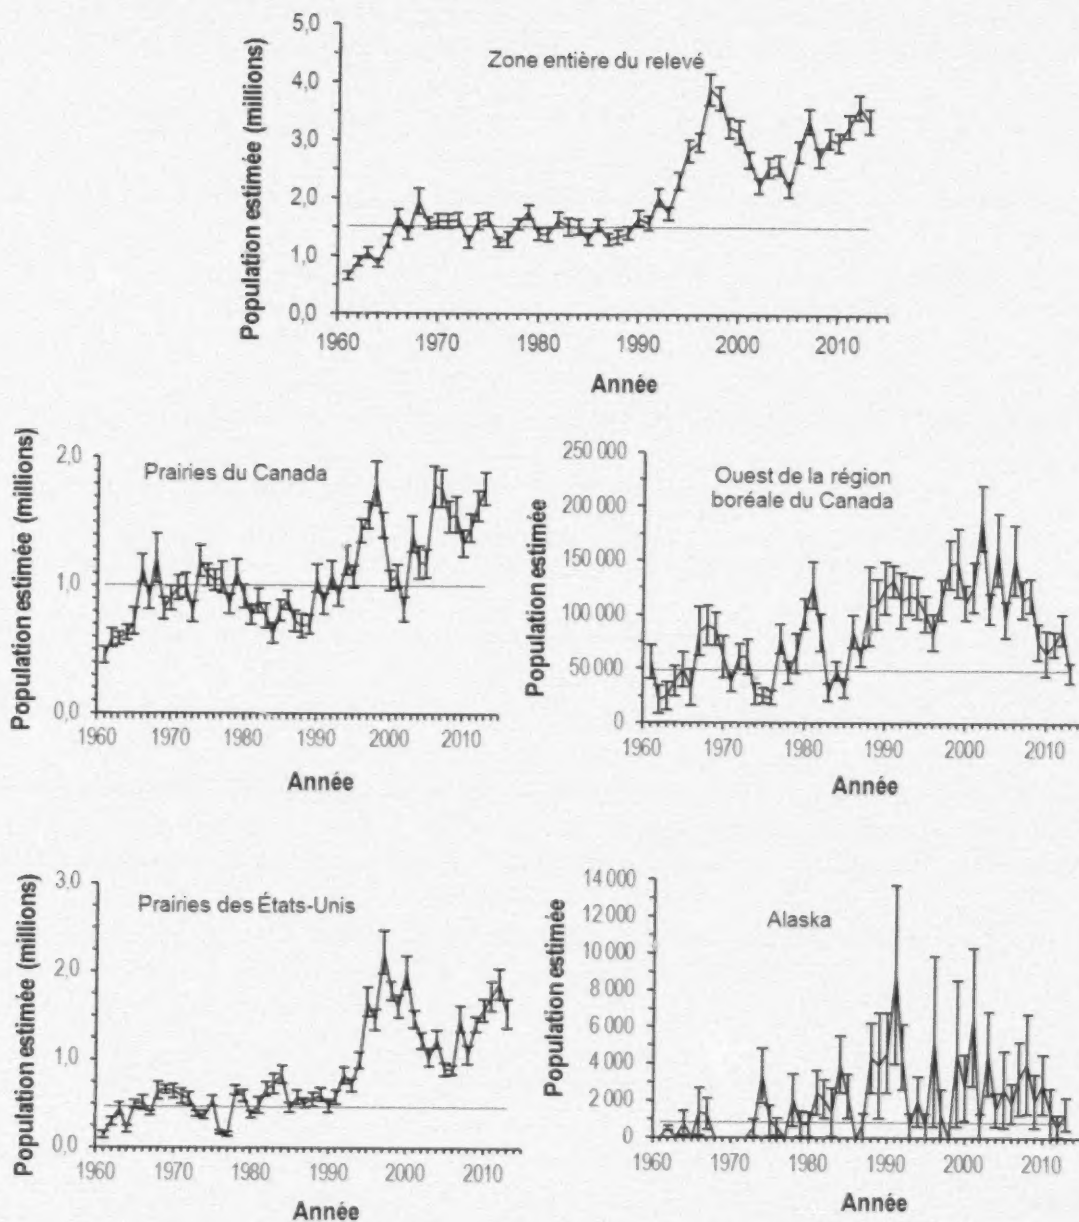 Zone entière du relevé
Population estimée (millions)
5,0
4,0
3,0
2,0
1,0
0,0
1960 1970 1980 1990 2000 2010
Année
Prairies du Canada
Population estimée (millions)
2,0
1,0
0,0
1960 1970 1980 1990 2000 2010
Année
Ouest de la région
boréale du Canada
Population estimée
250 000
200 000
150 000
100 000
50 000
0
1960 1970 1980 1990 2000 2010
Année
Prairies des États-Unis
Population estimée (millions)
3,0
2,0
1,0
0,0
1960 1970 1980 1990 2000 2010
Année
Alaska
Population estimée
14 000
12 000
10 000
8 000
6 000
4 000
2 000
0
1960 1970 1980 1990 2000 2010
Année